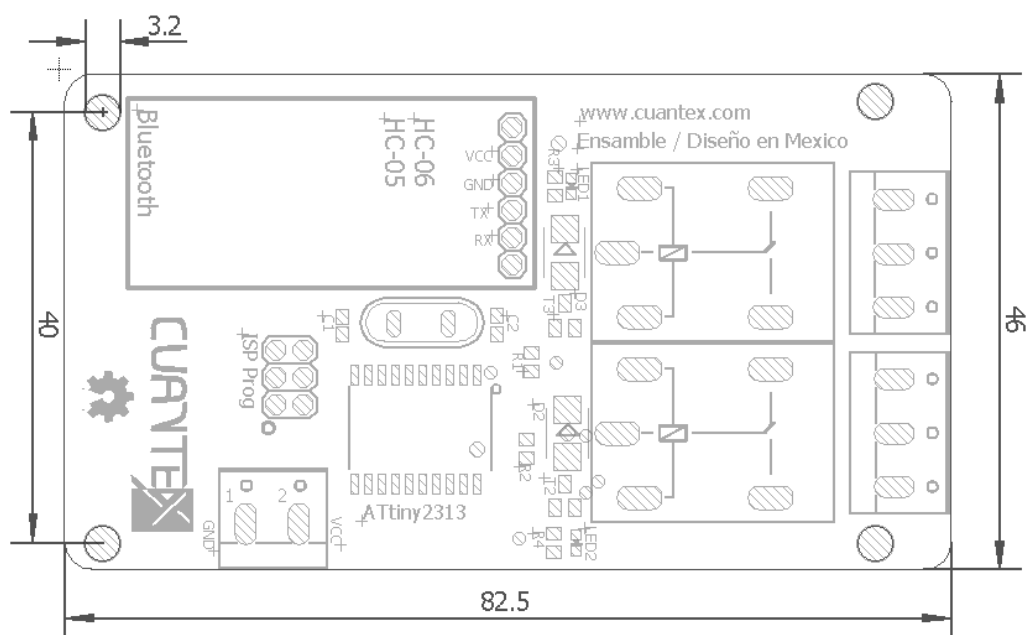 3.2
www.cuantex.com
Ensamble / Diseño en Mexico
Bluetooth
HC-06
HC-05
VCC
GND
TX
RX
R3
LED1
D3
T3
C1
C2
ISP Prog
R1
D2
R2
T2
R4
LED2
ATtiny2313
CUANTEX
1 2
GND
VCC
40
46
82.5